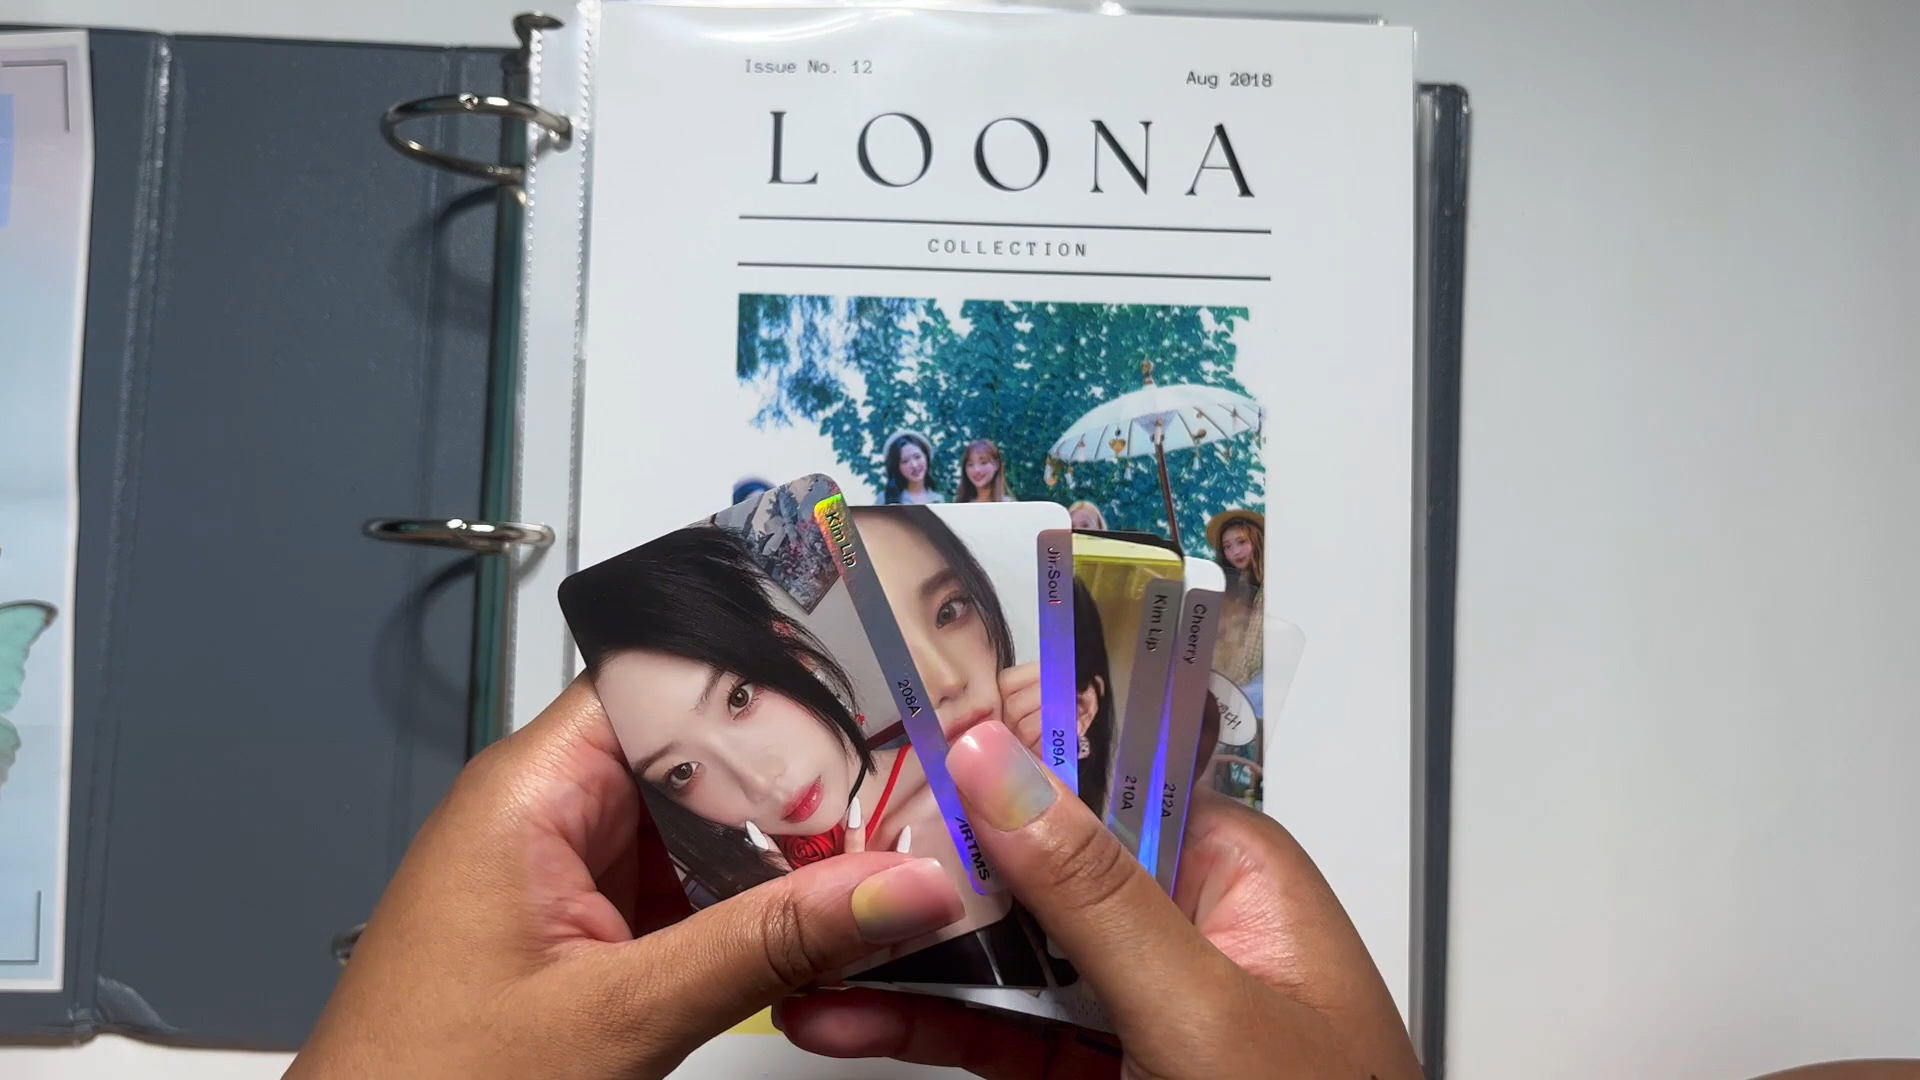 Issue No. 12
Aug 2018
LOONA
COLLECTION
Kim Lip
208A
ARTMS
JinSoul
209A
Kim Lip
210A
Choerry
212A